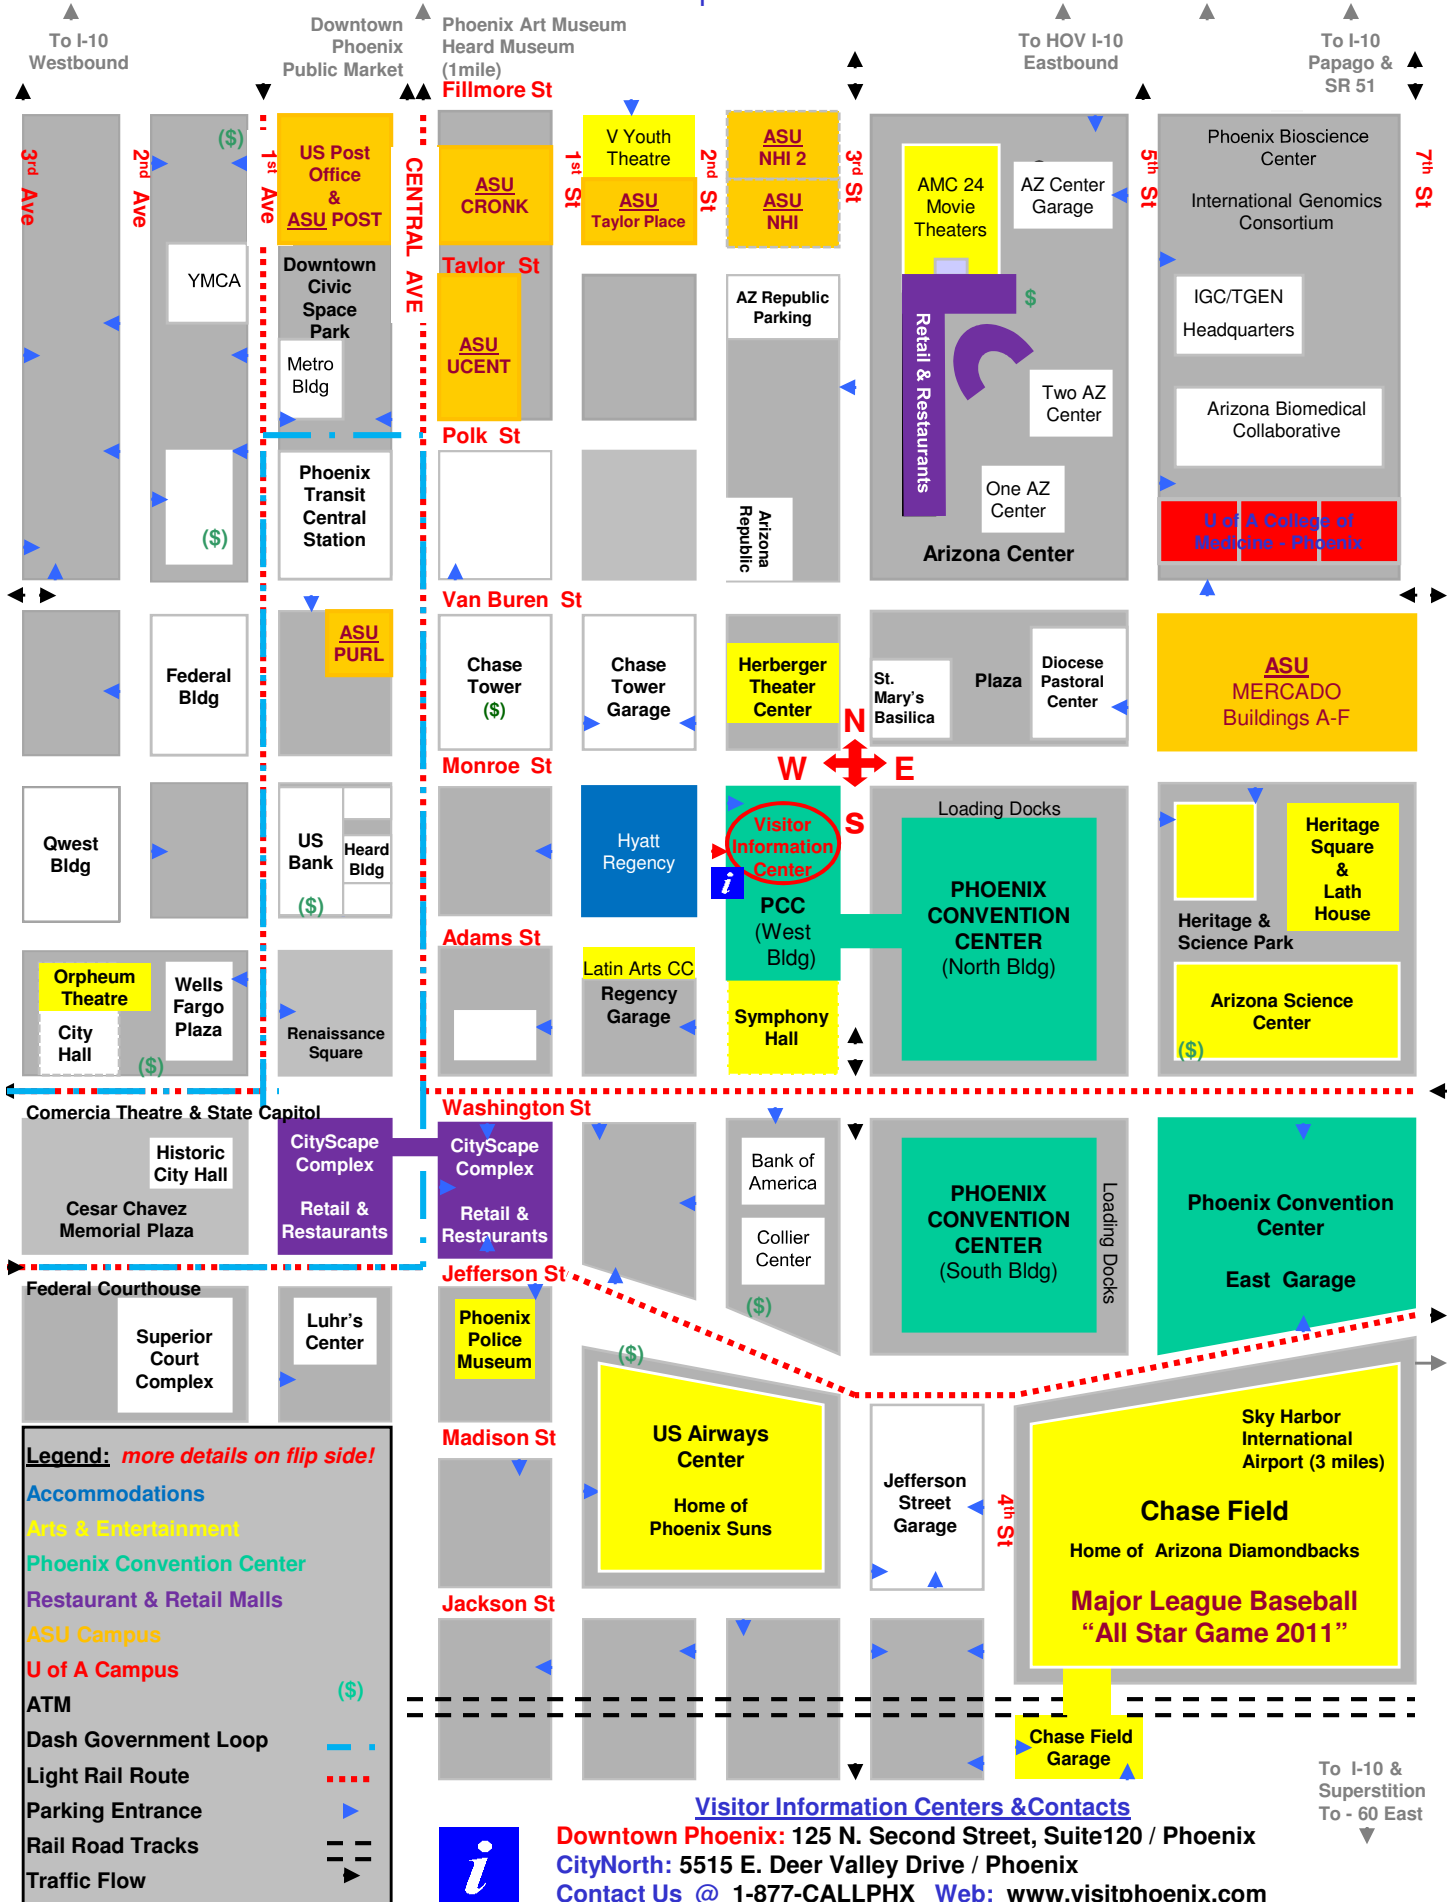 To I-10
Westbound
Downtown
Phoenix
Public Market
Phoenix Art Museum
Heard Museum
(1mile)
To HOV I-10
Eastbound
To I-10
Papago &
SR 51
Fillmore St
3rd Ave
2nd Ave
1st Ave
CENTRAL AVE
1st St
2nd St
3rd St
5th St
7th St
($)
US Post
Office
&
ASU POST
ASU
CRONK
V Youth
Theatre
ASU
Taylor Place
ASU
NHI 2
ASU
NHI
AMC 24
Movie
Theaters
AZ Center
Garage
Phoenix Bioscience
Center
International Genomics
Consortium
YMCA
Downtown
Civic
Space
Park
Taylor St
AZ Republic
Parking
$
IGC/TGEN
Headquarters
Metro
Bldg
ASU
UCENT
Retail & Restaurants
Two AZ
Center
Arizona Biomedical
Collaborative
Polk St
Phoenix
Transit
Central
Station
($)
Arizona
Republic
One AZ
Center
Arizona Center
U of A College of
Medicine - Phoenix
Van Buren St
Federal
Bldg
ASU
PURL
Chase
Tower
($)
Chase
Tower
Garage
Herberger
Theater
Center
St.
Mary's
Basilica
Plaza
Diocese
Pastoral
Center
ASU
MERCADO
Buildings A-F
Monroe St
N
W
E
S
Qwest
Bldg
US
Bank
Heard
Bldg
($)
Hyatt
Regency
Visitor
Information
Center
i
PCC
(West
Bldg)
Loading Docks
PHOENIX
CONVENTION
CENTER
(North Bldg)
Heritage
Square
&
Lath
House
Heritage &
Science Park
Adams St
Orpheum
Theatre
City
Hall
Wells
Fargo
Plaza
($)
Renaissance
Square
Latin Arts CC
Regency
Garage
Symphony
Hall
Arizona Science
Center
($)
Comercia Theatre & State Capitol
Washington St
Historic
City Hall
Cesar Chavez
Memorial Plaza
CityScape
Complex
Retail &
Restaurants
CityScape
Complex
Retail &
Restaurants
Bank of
America
Collier
Center
($)
PHOENIX
CONVENTION
CENTER
(South Bldg)
Loading Docks
Phoenix Convention
Center
East Garage
Jefferson St
Federal Courthouse
Superior
Court
Complex
Luhr's
Center
Phoenix
Police
Museum
($)
US Airways
Center
Home of
Phoenix Suns
Madison St
Jefferson
Street
Garage
4th St
Sky Harbor
International
Airport (3 miles)
Chase Field
Home of Arizona Diamondbacks
Major League Baseball
“All Star Game 2011”
Jackson St
Chase Field
Garage
Legend: more details on flip side!
Accommodations
Arts & Entertainment
Phoenix Convention Center
Restaurant & Retail Malls
ASU Campus
U of A Campus
ATM ($)
Dash Government Loop
Light Rail Route
Parking Entrance
Rail Road Tracks
Traffic Flow
To I-10 &
Superstition
To - 60 East
Visitor Information Centers &Contacts
i
Downtown Phoenix: 125 N. Second Street, Suite120 / Phoenix
CityNorth: 5515 E. Deer Valley Drive / Phoenix
Contact Us @ 1-877-CALLPHX Web: www.visitphoenix.com